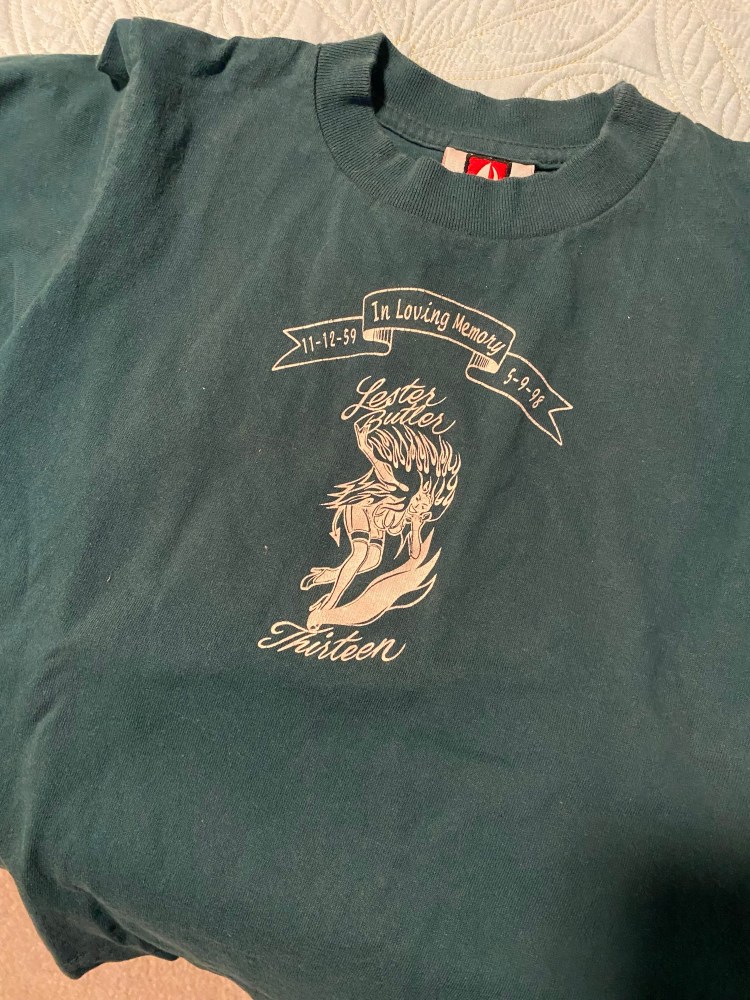 In Loving Memory
11-12-59
5-9-98
Lester
Butler
Thirteen